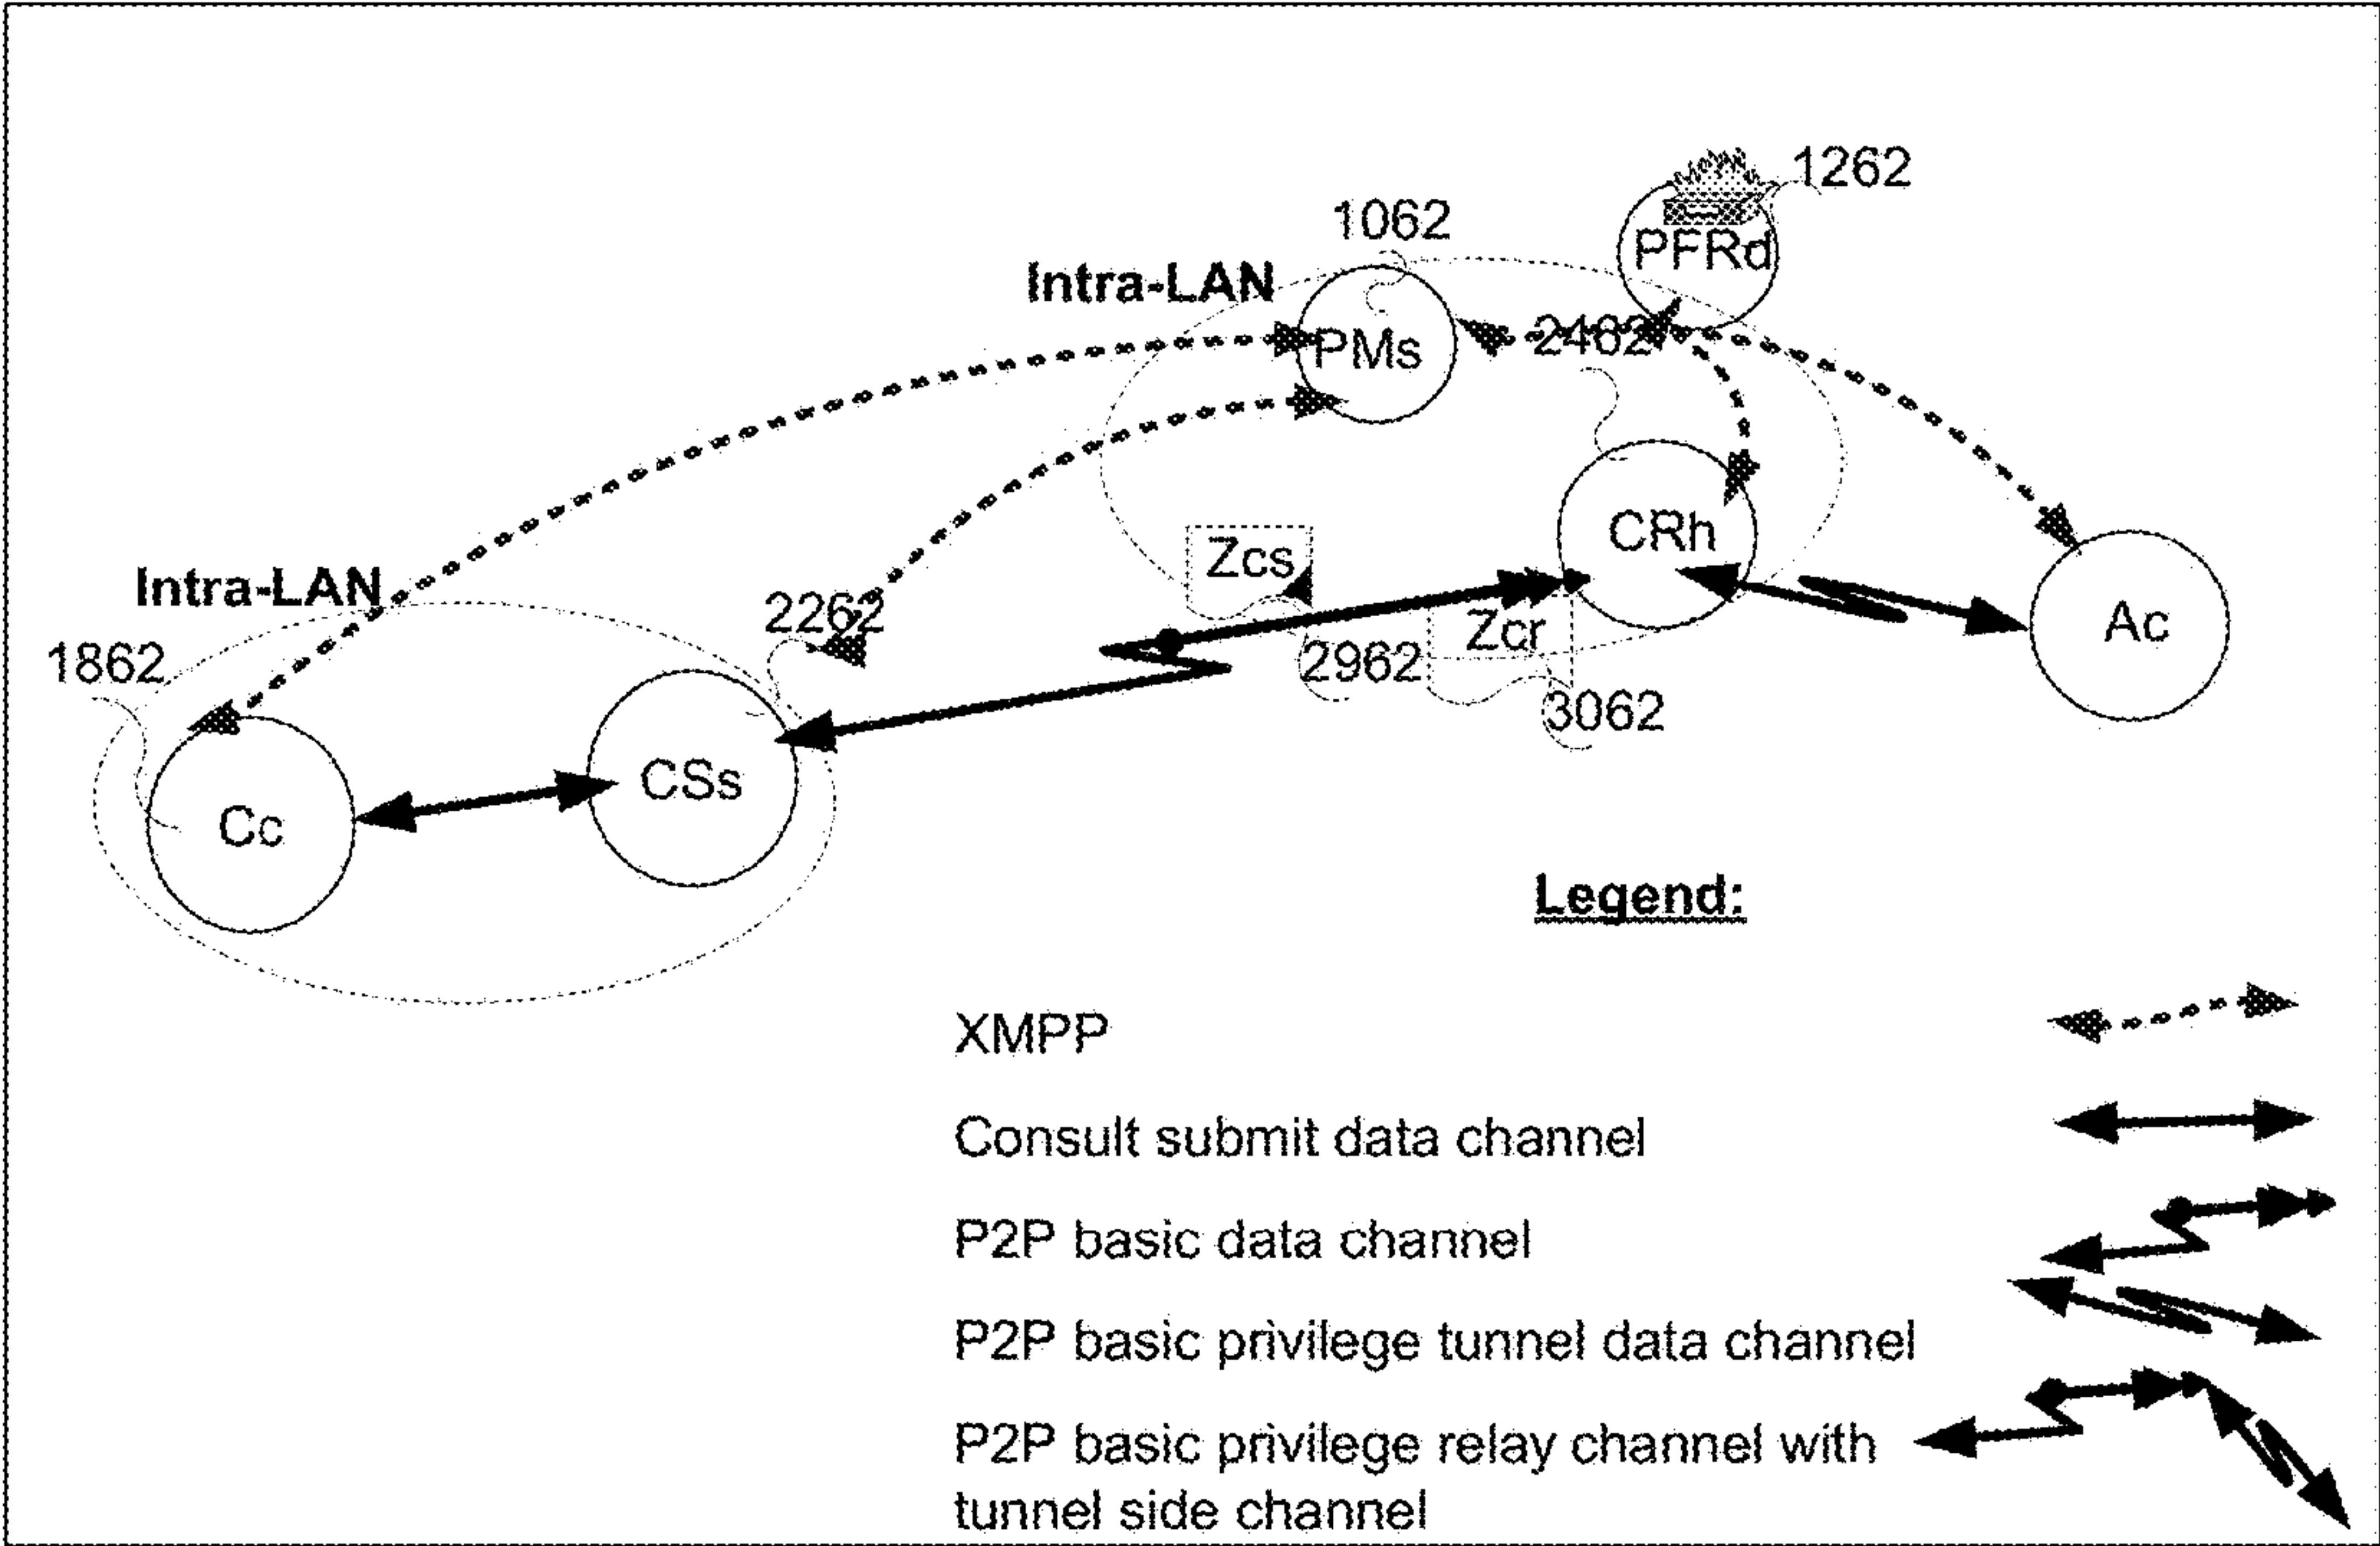 1262
1062
PFRd
Intra-LAN
PMs
2482
CRh
Zcs
Intra-LAN
2262
Zcr
Ac
1862
2962
3062
CSs
Cc
Legend:
XMPP
Consult submit data channel
P2P basic data channel
P2P basic privilege tunnel data channel
P2P basic privilege relay channel with
tunnel side channel